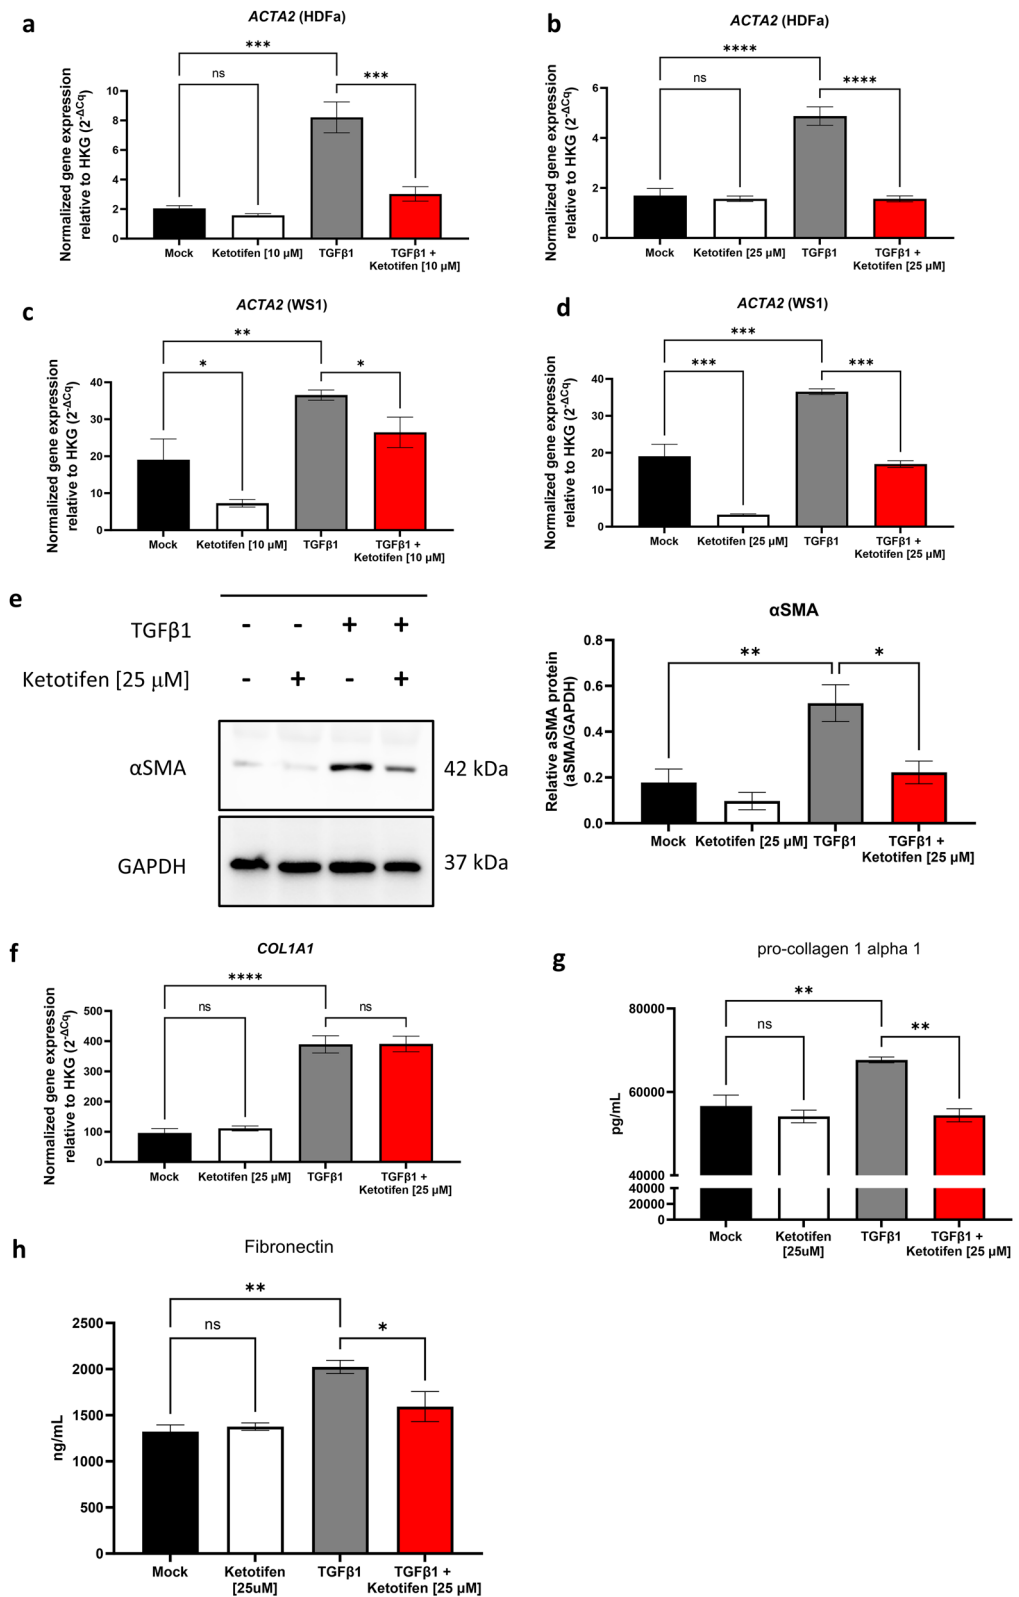 a
ACTA2 (HDFa)
***
ns
***
Normalized gene expression
relative to HKG (2-ΔCq)
10
8
6
4
2
0
Mock
Ketotifen [10 μM]
TGFβ1
TGFβ1 +
Ketotifen [10 μM]
b
ACTA2 (HDFa)
****
ns
****
Normalized gene expression
relative to HKG (2-ΔCq)
6
4
2
0
Mock
Ketotifen [25 μM]
TGFβ1
TGFβ1 +
Ketotifen [25 μM]
c
ACTA2 (WS1)
**
*
*
Normalized gene expression
relative to HKG (2-ΔCq)
40
30
20
10
0
Mock
Ketotifen [10 μM]
TGFβ1
TGFβ1 +
Ketotifen [10 μM]
d
ACTA2 (WS1)
***
***
***
Normalized gene expression
relative to HKG (2-ΔCq)
40
30
20
10
0
Mock
Ketotifen [25 μM]
TGFβ1
TGFβ1 +
Ketotifen [25 μM]
e
TGFβ1 - - + +
Ketotifen [25 μM] - + - +
αSMA 42 kDa
GAPDH 37 kDa
αSMA
**
*
Relative aSMA protein
(aSMA/GAPDH)
0.8
0.6
0.4
0.2
0.0
Mock
Ketotifen [25 μM]
TGFβ1
TGFβ1 +
Ketotifen [25 μM]
f
COL1A1
****
ns
ns
Normalized gene expression
relative to HKG (2-ΔCq)
500
400
300
200
100
0
Mock
Ketotifen [25 μM]
TGFβ1
TGFβ1 +
Ketotifen [25 μM]
g
pro-collagen 1 alpha 1
**
ns
**
pg/mL
80000
60000
40000
40000
20000
0
Mock
Ketotifen
[25uM]
TGFβ1
TGFβ1 +
Ketotifen [25 μM]
h
Fibronectin
**
ns
*
ng/mL
2500
2000
1500
1000
500
0
Mock
Ketotifen
[25uM]
TGFβ1
TGFβ1 +
Ketotifen [25 μM]